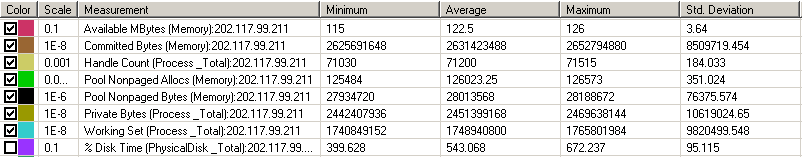 Color Scale Measurement Minimum Average Maximum Std. Deviation
0.1 Available MBytes (Memory):202.117.99.211 115 122.5 126 3.64
1E-8 Committed Bytes (Memory):202.117.99.211 2625691648 2631423488 2652794880 8509719.454
0.001 Handle Count (Process _Total):202.117.99.211 71030 71200 71515 184.033
0.0... Pool Nonpaged Allocs (Memory):202.117.99.211 125484 126023.25 126573 351.024
1E-6 Pool Nonpaged Bytes (Memory):202.117.99.211 27934720 28013568 28188672 76375.574
1E-8 Private Bytes (Process _Total):202.117.99.211 2442407936 2451399168 2469638144 10619024.65
1E-8 Working Set (Process _Total):202.117.99.211 1740849152 1748940800 1765801984 9820499.548
0.1 % Disk Time (PhysicalDisk _Total):202.117.99.... 399.628 543.068 672.237 95.115